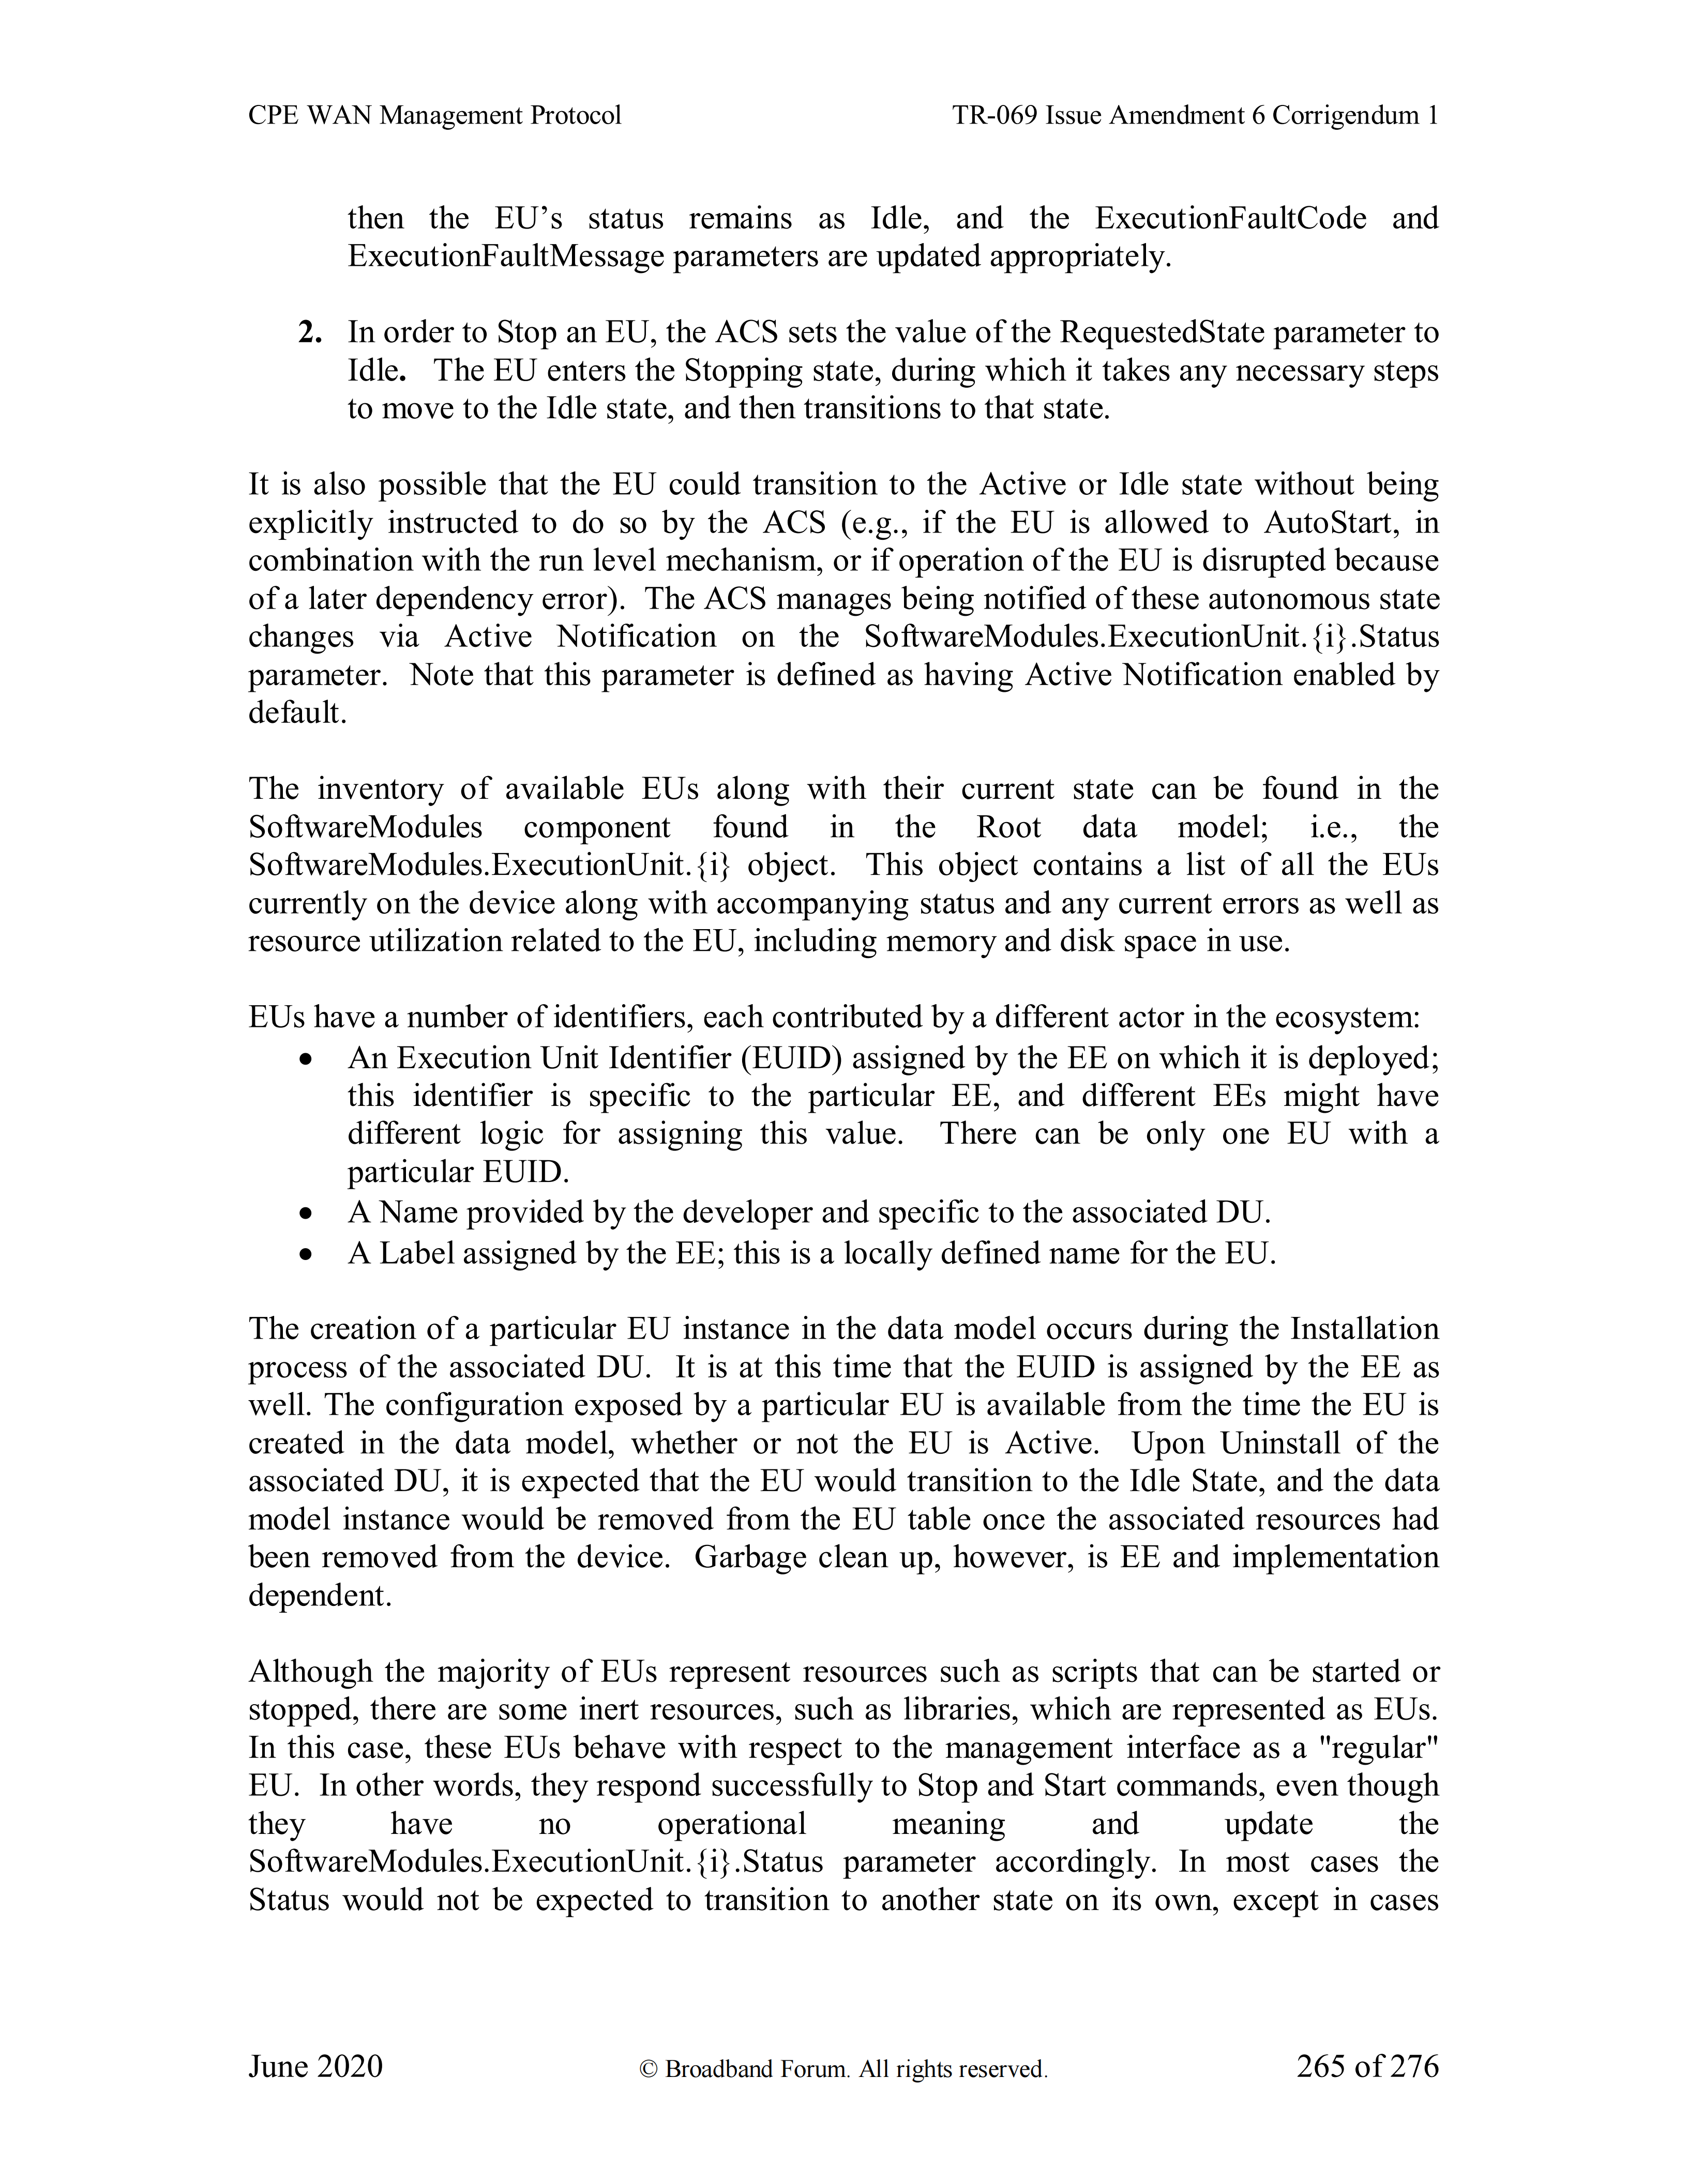 CPE WAN Management Protocol TR-069 Issue Amendment 6 Corrigendum 1
then the EU’s status remains as Idle, and the ExecutionFaultCode and
ExecutionFaultMessage parameters are updated appropriately.
2. In order to Stop an EU, the ACS sets the value of the RequestedState parameter to
Idle. The EU enters the Stopping state, during which it takes any necessary steps
to move to the Idle state, and then transitions to that state.
It is also possible that the EU could transition to the Active or Idle state without being
explicitly instructed to do so by the ACS (e.g., if the EU is allowed to AutoStart, in
combination with the run level mechanism, or if operation of the EU is disrupted because
of a later dependency error). The ACS manages being notified of these autonomous state
changes via Active Notification on the SoftwareModules.ExecutionUnit.{i}.Status
parameter. Note that this parameter is defined as having Active Notification enabled by
default.
The inventory of available EUs along with their current state can be found in the
SoftwareModules component found in the Root data model; i.e., the
SoftwareModules.ExecutionUnit.{i} object. This object contains a list of all the EUs
currently on the device along with accompanying status and any current errors as well as
resource utilization related to the EU, including memory and disk space in use.
EUs have a number of identifiers, each contributed by a different actor in the ecosystem:
• An Execution Unit Identifier (EUID) assigned by the EE on which it is deployed;
this identifier is specific to the particular EE, and different EEs might have
different logic for assigning this value. There can be only one EU with a
particular EUID.
• A Name provided by the developer and specific to the associated DU.
• A Label assigned by the EE; this is a locally defined name for the EU.
The creation of a particular EU instance in the data model occurs during the Installation
process of the associated DU. It is at this time that the EUID is assigned by the EE as
well. The configuration exposed by a particular EU is available from the time the EU is
created in the data model, whether or not the EU is Active. Upon Uninstall of the
associated DU, it is expected that the EU would transition to the Idle State, and the data
model instance would be removed from the EU table once the associated resources had
been removed from the device. Garbage clean up, however, is EE and implementation
dependent.
Although the majority of EUs represent resources such as scripts that can be started or
stopped, there are some inert resources, such as libraries, which are represented as EUs.
In this case, these EUs behave with respect to the management interface as a "regular"
EU. In other words, they respond successfully to Stop and Start commands, even though
they have no operational meaning and update the
SoftwareModules.ExecutionUnit.{i}.Status parameter accordingly. In most cases the
Status would not be expected to transition to another state on its own, except in cases
June 2020 © Broadband Forum. All rights reserved. 265 of 276